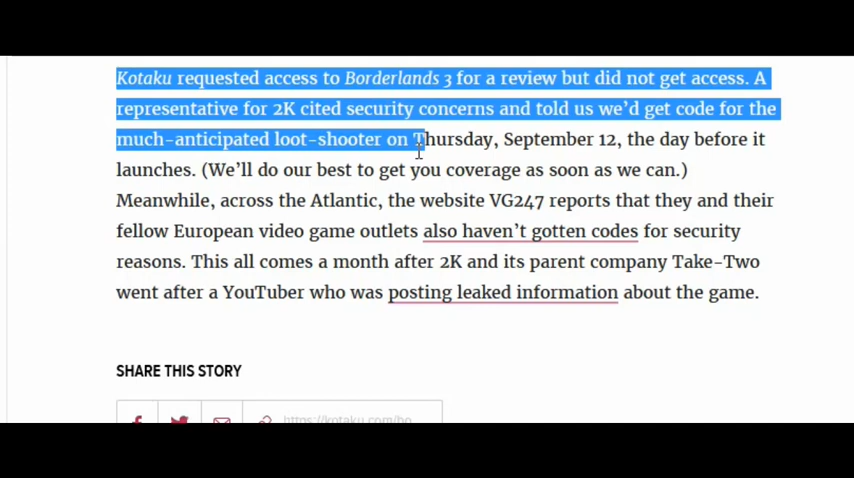 Kotaku requested access to Borderlands 3 for a review but did not get access. A
representative for 2K cited security concerns and told us we’d get code for the
much-anticipated loot-shooter on Thursday, September 12, the day before it
launches. (We’ll do our best to get you coverage as soon as we can.)
Meanwhile, across the Atlantic, the website VG247 reports that they and their
fellow European video game outlets also haven’t gotten codes for security
reasons. This all comes a month after 2K and its parent company Take-Two
went after a YouTuber who was posting leaked information about the game.
SHARE THIS STORY
https://kotaku.com/bo